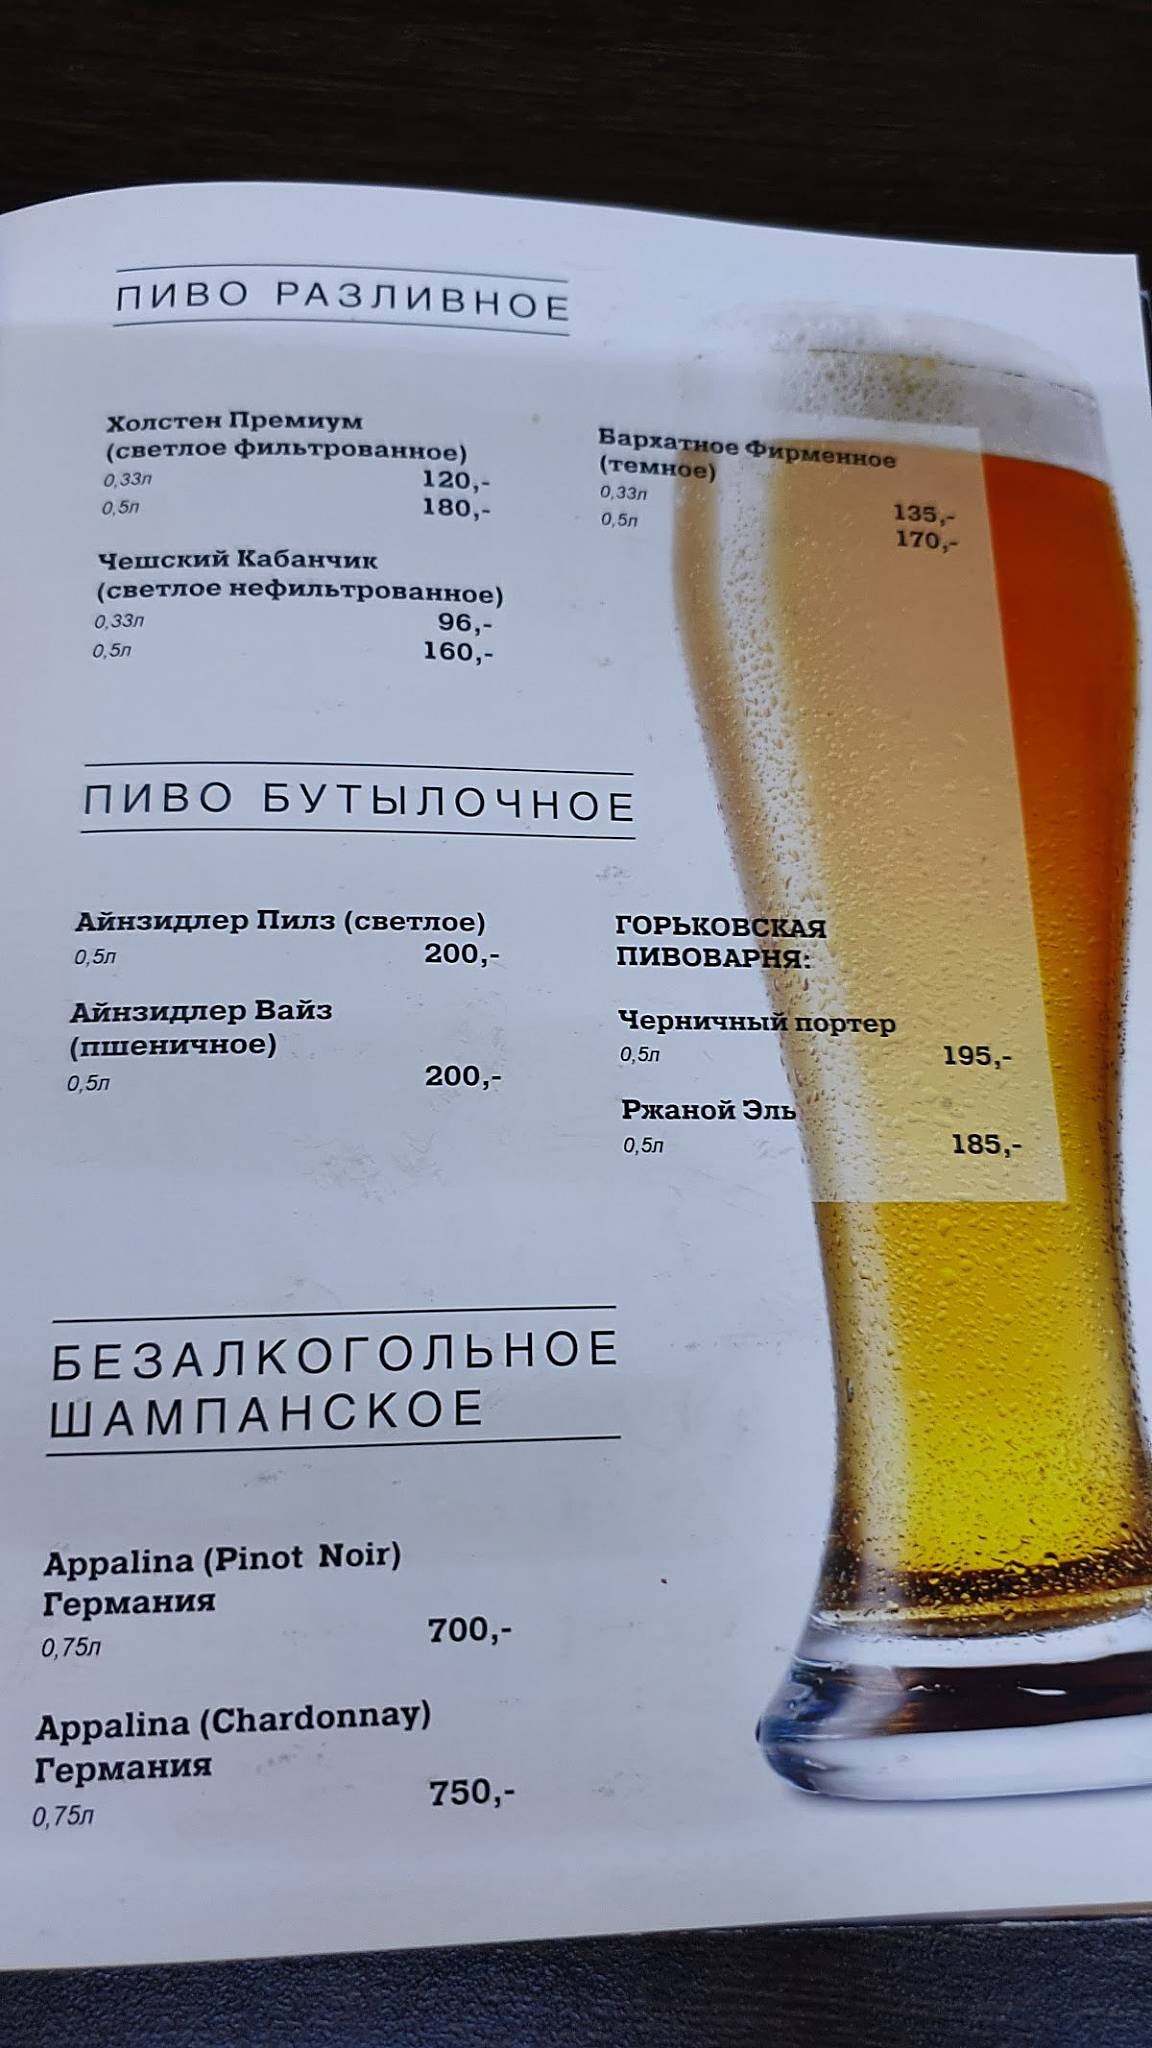 ПИВО РАЗЛИВНОЕ
Холстен Премиум
(светлое фильтрованное)
0,33л 120,-
0,5л 180,-
Чешский Кабанчик
(светлое нефильтрованное)
0,33л 96,-
0,5л 160,-
Бархатное Фирменное
(темное)
0,33л 135,-
0,5л 170,-
ПИВО БУТЫЛОЧНОЕ
Айнзидлер Пилз (светлое)
0,5л 200,-
Айнзидлер Вайз
(пшеничное)
0,5л 200,-
ГОРЬКОВСКАЯ
ПИВОВАРНЯ:
Черничный портер
0,5л 195,-
Ржаной Эль
0,5л 185,-
БЕЗАЛКОГОЛЬНОЕ
ШАМПАНСКОЕ
Appalina (Pinot Noir)
Германия
0,75л 700,-
Appalina (Chardonnay)
Германия
0,75л 750,-